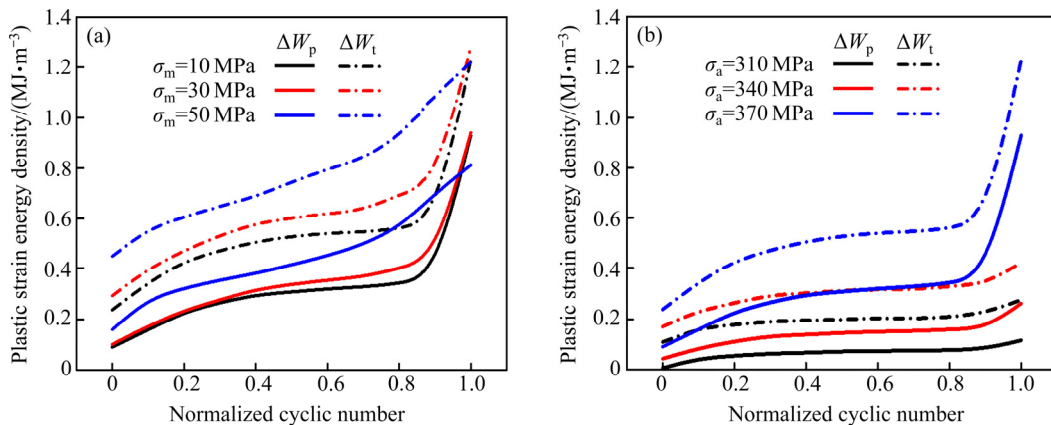 (a)
ΔWp ΔWt
σm=10 MPa
σm=30 MPa
σm=50 MPa
Plastic strain energy density/(MJ•m−3)
1.4
1.2
1.0
0.8
0.6
0.4
0.2
0
0 0.2 0.4 0.6 0.8 1.0
Normalized cyclic number
(b)
ΔWp ΔWt
σa=310 MPa
σa=340 MPa
σa=370 MPa
Plastic strain energy density/(MJ•m−3)
1.4
1.2
1.0
0.8
0.6
0.4
0.2
0
0 0.2 0.4 0.6 0.8 1.0
Normalized cyclic number